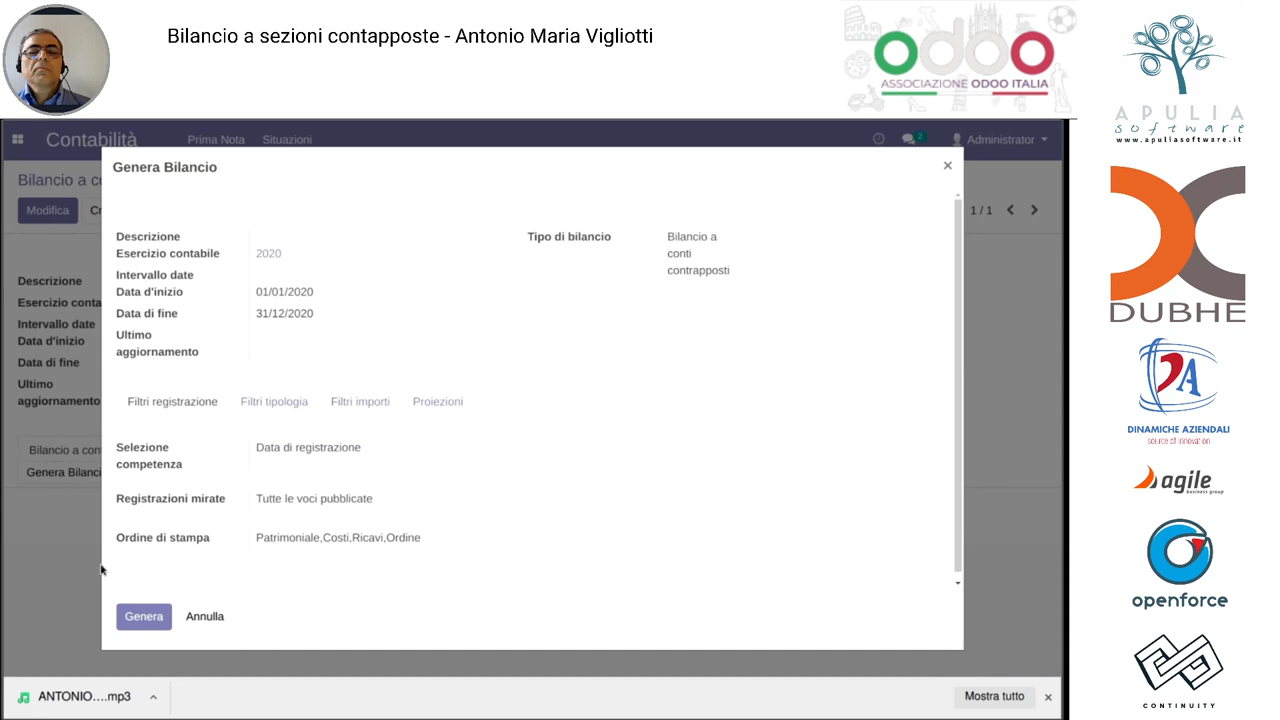 Bilancio a sezioni contapposte - Antonio Maria Vigliotti
odoo
ASSOCIAZIONE ODOO ITALIA
APULIA
software
www.apuliasoftware.it
Contabilità Prima Nota Situazioni 2 Administrator
Genera Bilancio ×
Bilancio a co
Modifica Cr 1 / 1
Descrizione
Esercizio contabile 2020
Tipo di bilancio Bilancio a
conti
contrapposti
Intervallo date
Data d'inizio 01/01/2020
Data di fine 31/12/2020
Ultimo
aggiornamento
Descrizione
Esercizio conta
Intervallo date
Data d'inizio
Data di fine
Ultimo
aggiornamento
Filtri registrazione Filtri tipologia Filtri importi Proiezioni
Selezione
competenza Data di registrazione
Registrazioni mirate Tutte le voci pubblicate
Ordine di stampa Patrimoniale,Costi,Ricavi,Ordine
Bilancio a con
Genera Bilanci
Genera Annulla
ANTONIO....mp3 Mostra tutto ×
DUBHE
DA
DINAMICHE AZIENDALI
source of innovation
agile
business group
openforce
CONTINUITY